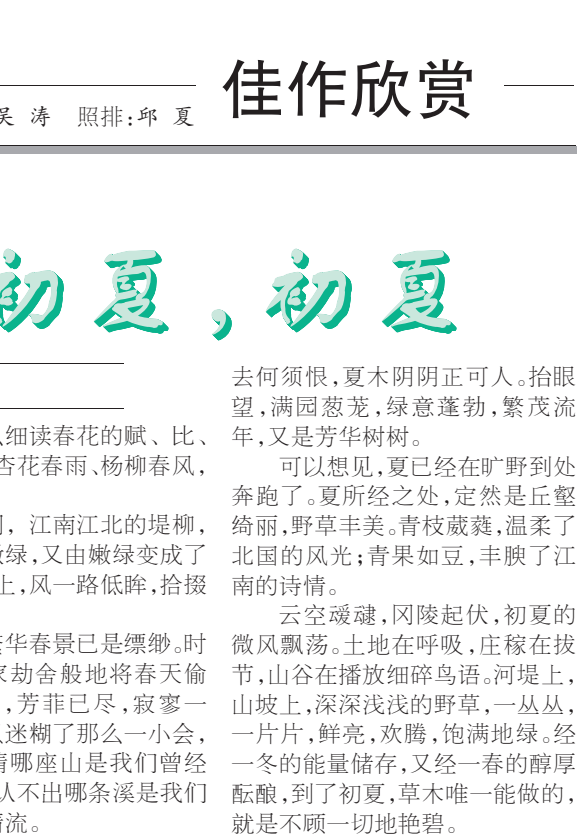 佳作欣赏
吴 涛 照排:邱 夏
初夏,初夏
细读春花的赋、比、
杏花春雨、杨柳春风,
,江南江北的堤柳,
嫩绿,又由嫩绿变成了
上,风一路低眸,拾掇
繁华春景已是缥缈。时
家劫舍般地将春天偷
,芳菲已尽,寂寥一
迷糊了那么一小会,
清哪座山是我们曾经
认不出哪条溪是我们
清流。
去何须恨,夏木阴阴正可人。抬眼
望,满园葱茏,绿意蓬勃,繁茂流
年,又是芳华树树。
可以想见,夏已经在旷野到处
奔跑了。夏所经之处,定然是丘壑
绮丽,野草丰美。青枝葳蕤,温柔了
北国的风光;青果如豆,丰腴了江
南的诗情。
云空叆叇,冈陵起伏,初夏的
微风飘荡。土地在呼吸,庄稼在拔
节,山谷在播放细碎鸟语。河堤上,
山坡上,深深浅浅的野草,一丛丛,
一片片,鲜亮,欢腾,饱满地绿。经
一冬的能量储存,又经一春的醇厚
酝酿,到了初夏,草木唯一能做的,
就是不顾一切地艳碧。